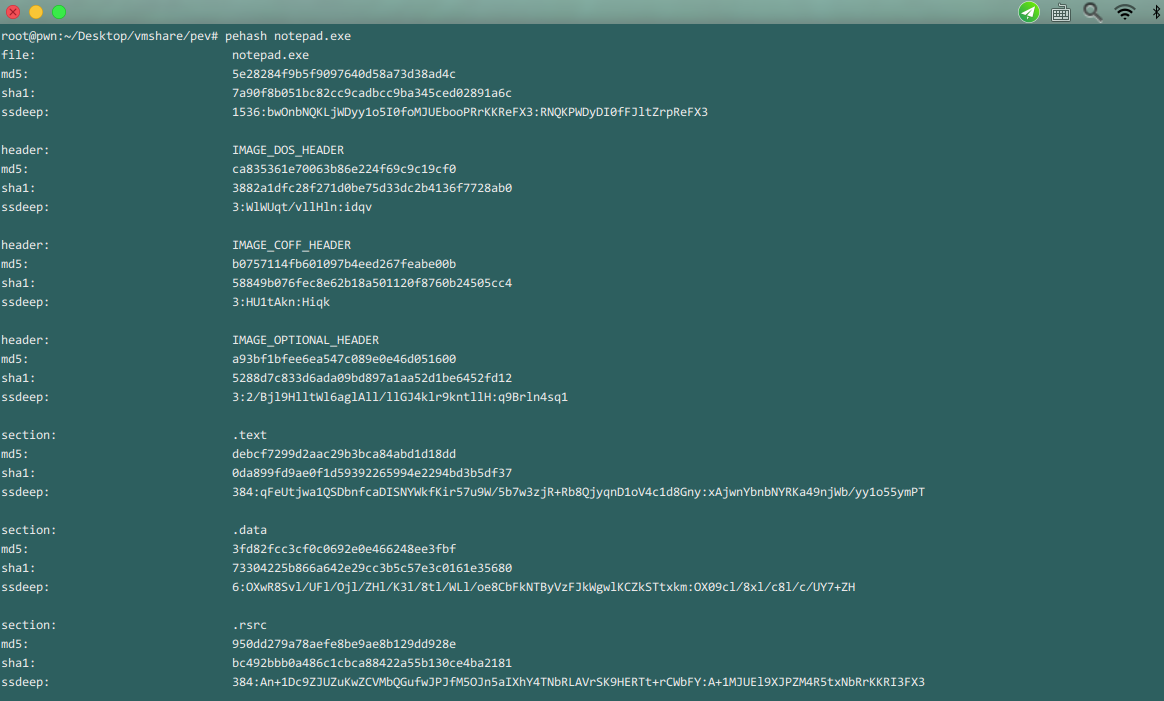 root@pwn:~/Desktop/vmshare/pev# pehash notepad.exe
file: notepad.exe
md5: 5e28284f9b5f9097640d58a73d38ad4c
sha1: 7a90f8b051bc82cc9cadbcc9ba345ced02891a6c
ssdeep: 1536:bwOnbNQKLjWDyy1o5I0foMJUEbooPRrKKReFX3:RNQKPWDyDI0fFJltZrpReFX3
header: IMAGE_DOS_HEADER
md5: ca835361e70063b86e224f69c9c19cf0
sha1: 3882a1dfc28f271d0be75d33dc2b4136f7728ab0
ssdeep: 3:WlWUqt/vllHln:idqv
header: IMAGE_COFF_HEADER
md5: b0757114fb601097b4eed267feabe00b
sha1: 58849b076fec8e62b18a501120f8760b24505cc4
ssdeep: 3:HU1tAkn:Hiqk
header: IMAGE_OPTIONAL_HEADER
md5: a93bf1bfee6ea547c089e0e46d051600
sha1: 5288d7c833d6ada09bd897a1aa52d1be6452fd12
ssdeep: 3:2/Bjl9HlltWl6aglAll/llGJ4klr9kntllH:q9Brln4sq1
section: .text
md5: debcf7299d2aac29b3bca84abd1d18dd
sha1: 0da899fd9ae0f1d59392265994e2294bd3b5df37
ssdeep: 384:qFeUtjwa1QSDbnfcaDISNYWkfKir57u9W/5b7w3zjR+Rb8QjyqnD1oV4c1d8Gny:xAjwnYbnbNYRKa49njWb/yy1o55ymPT
section: .data
md5: 3fd82fcc3cf0c0692e0e466248ee3fbf
sha1: 73304225b866a642e29cc3b5c57e3c0161e35680
ssdeep: 6:OXwR8Svl/UFl/Ojl/ZHl/K3l/8tl/WLl/oe8CbFkNTByVzFJkWgwlKCZkSTtxkm:OX09cl/8xl/c8l/c/UY7+ZH
section: .rsrc
md5: 950dd279a78aefe8be9ae8b129dd928e
sha1: bc492bbb0a486c1cbca88422a55b130ce4ba2181
ssdeep: 384:An+1Dc9ZJUZuKwZCVMbQGufwJPJfM5OJn5aIXhY4TNbRLAVrSK9HERTt+rCWbFY:A+1MJUEl9XJPZM4R5txNbRrKKRI3FX3